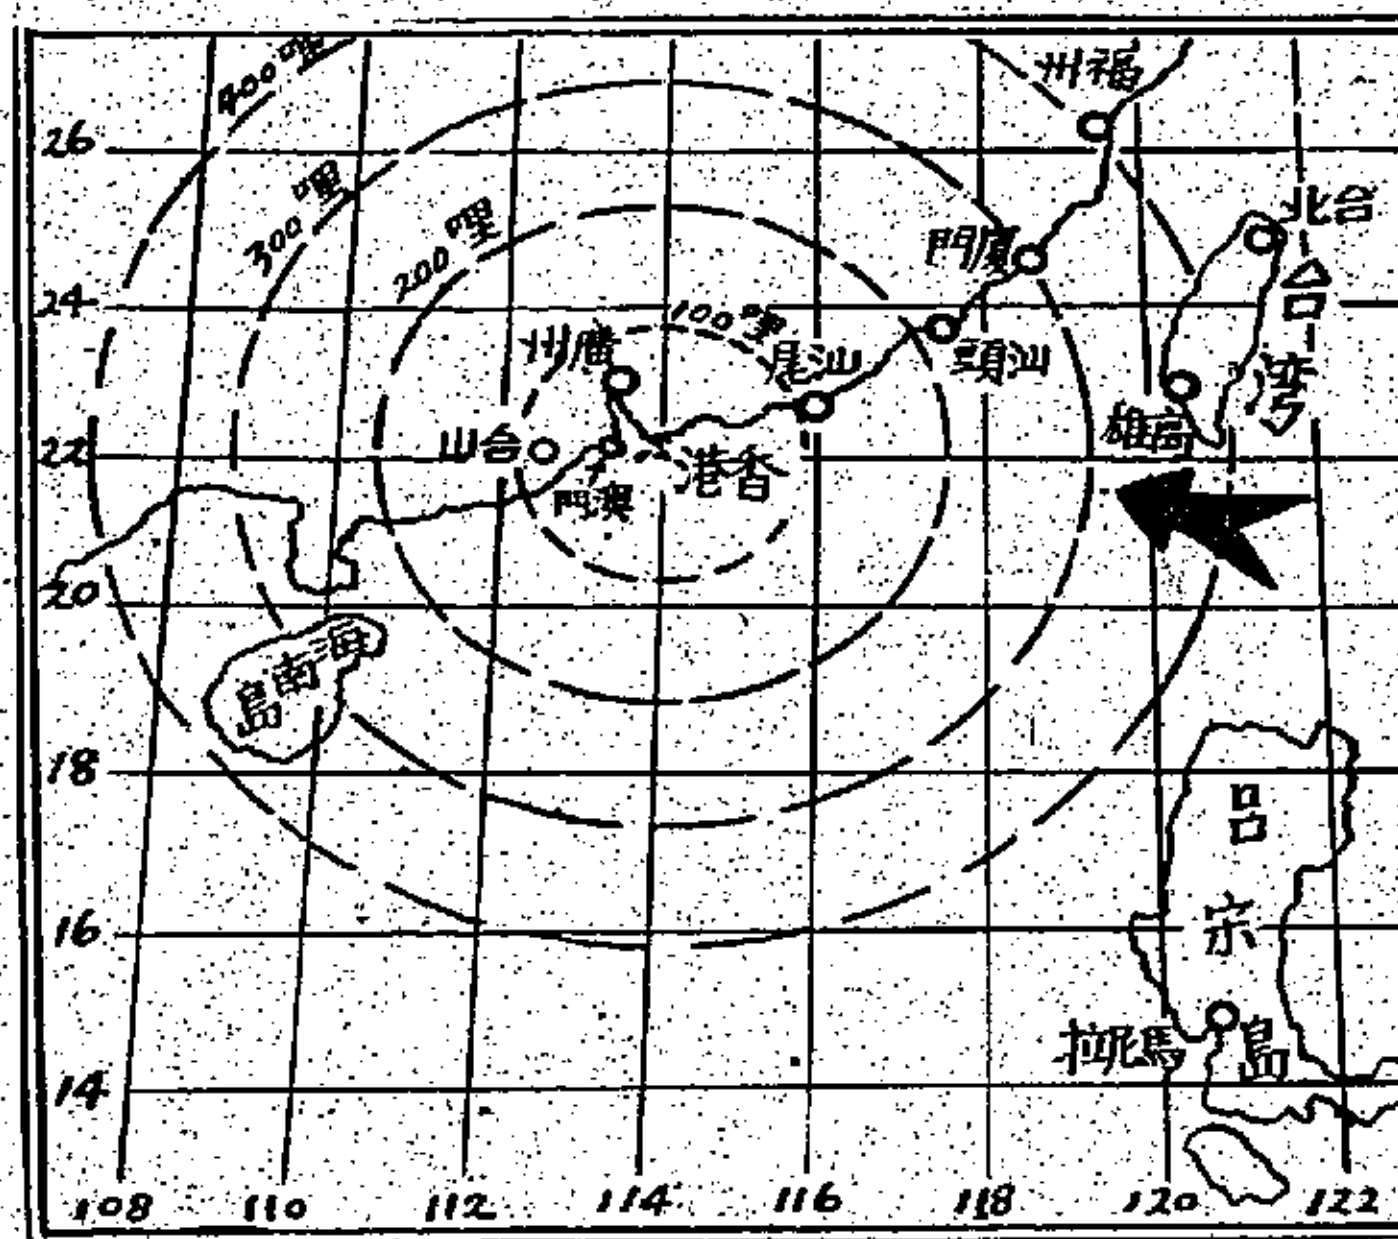 400哩
福州
26
300哩
200哩
台北
廈門
24
100哩
台湾
廣州
汕尾
汕頭
高雄
22
台山
香港
澳門
20
海南島
18
呂宋島
16
馬尼拉
14
108 110 112 114 116 118 120 122